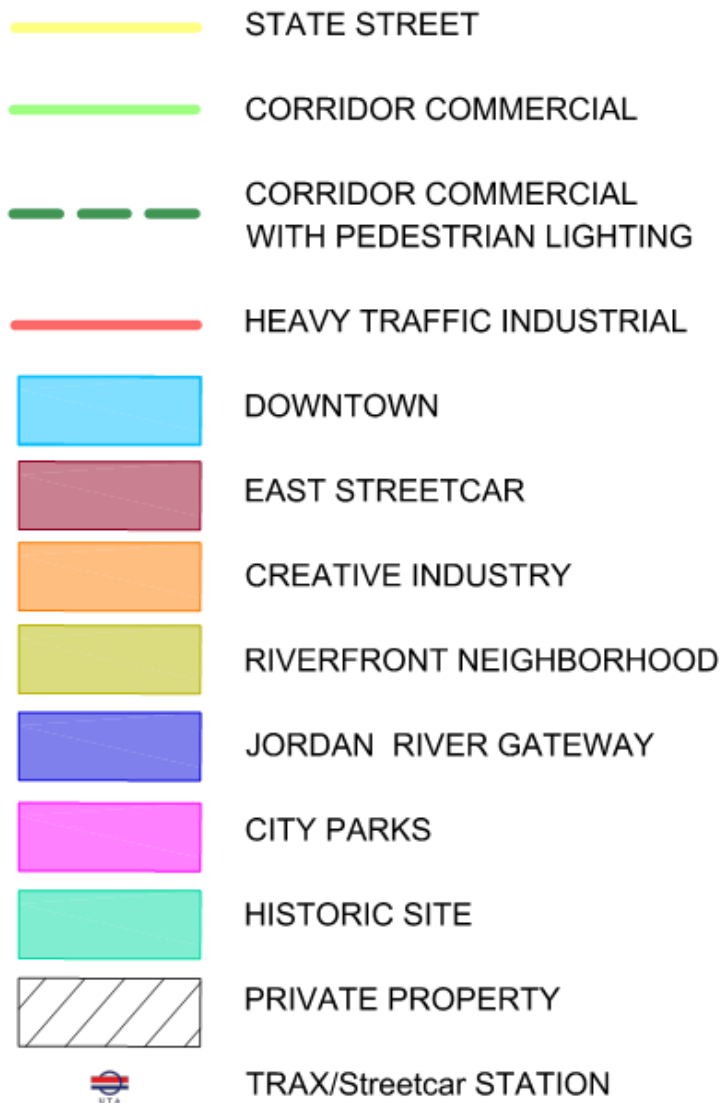 STATE STREET
CORRIDOR COMMERCIAL
CORRIDOR COMMERCIAL
WITH PEDESTRIAN LIGHTING
HEAVY TRAFFIC INDUSTRIAL
DOWNTOWN
EAST STREETCAR
CREATIVE INDUSTRY
RIVERFRONT NEIGHBORHOOD
JORDAN RIVER GATEWAY
CITY PARKS
HISTORIC SITE
PRIVATE PROPERTY
TRAX/Streetcar STATION
UTA